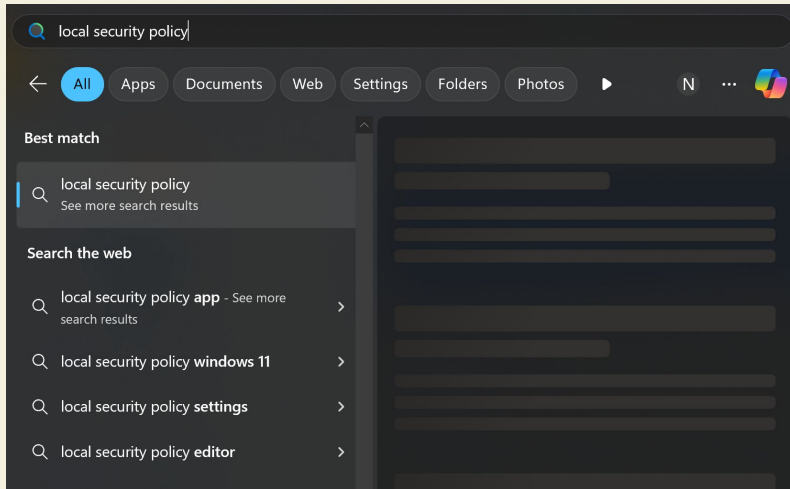 local security policy
All Apps Documents Web Settings Folders Photos N ...
Best match
local security policy
See more search results
Search the web
local security policy app - See more
search results
local security policy windows 11
local security policy settings
local security policy editor